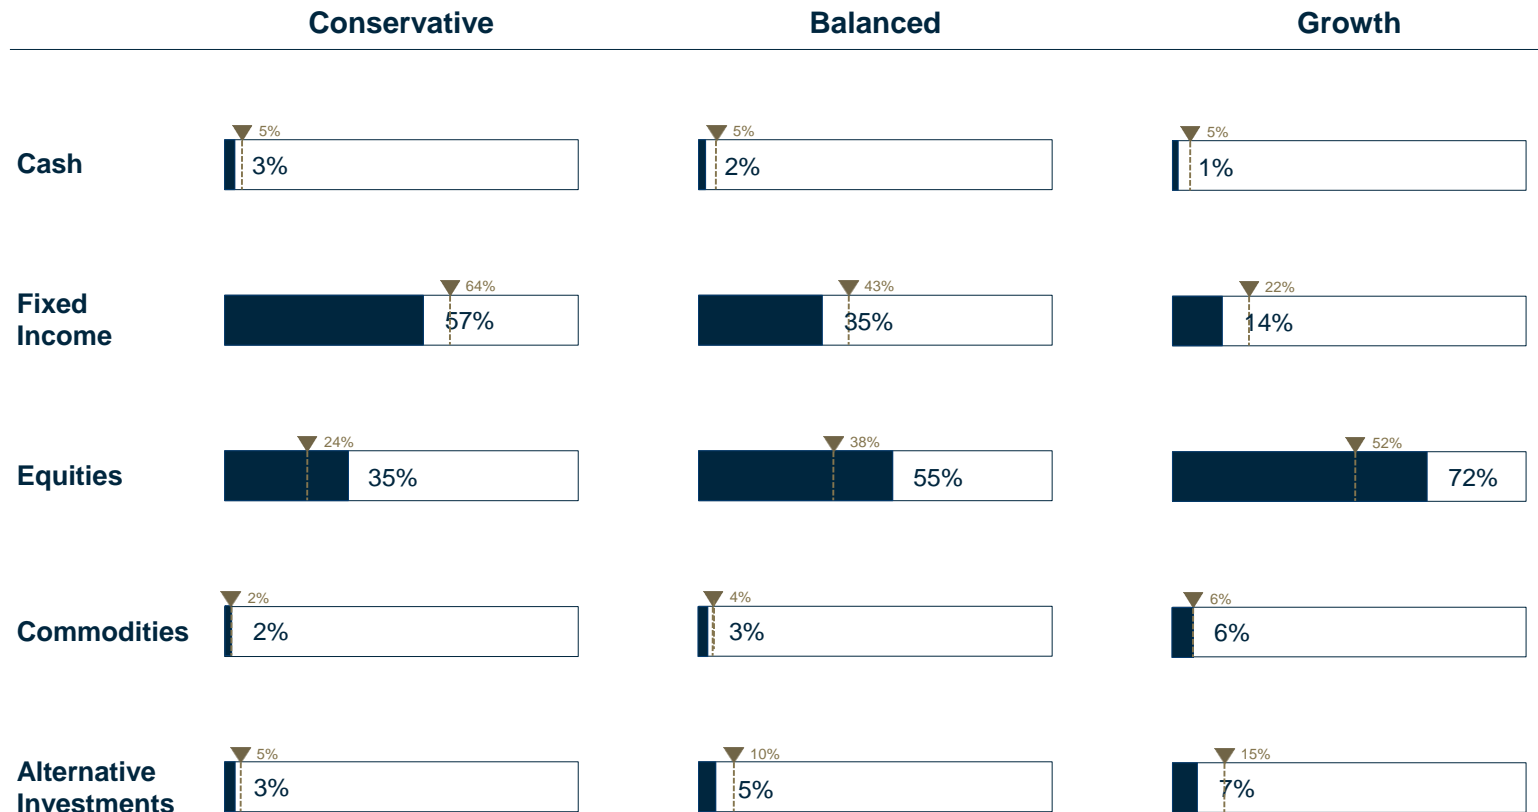 Conservative Balanced Growth
5% 5% 5%
Cash 3% 2% 1%
64% 43% 22%
Fixed
Income
57% 35% 14%
24% 38% 52%
Equities 35% 55% 72%
2% 4% 6%
Commodities 2% 3% 6%
5% 10% 15%
Alternative
Investments
3% 5% 7%